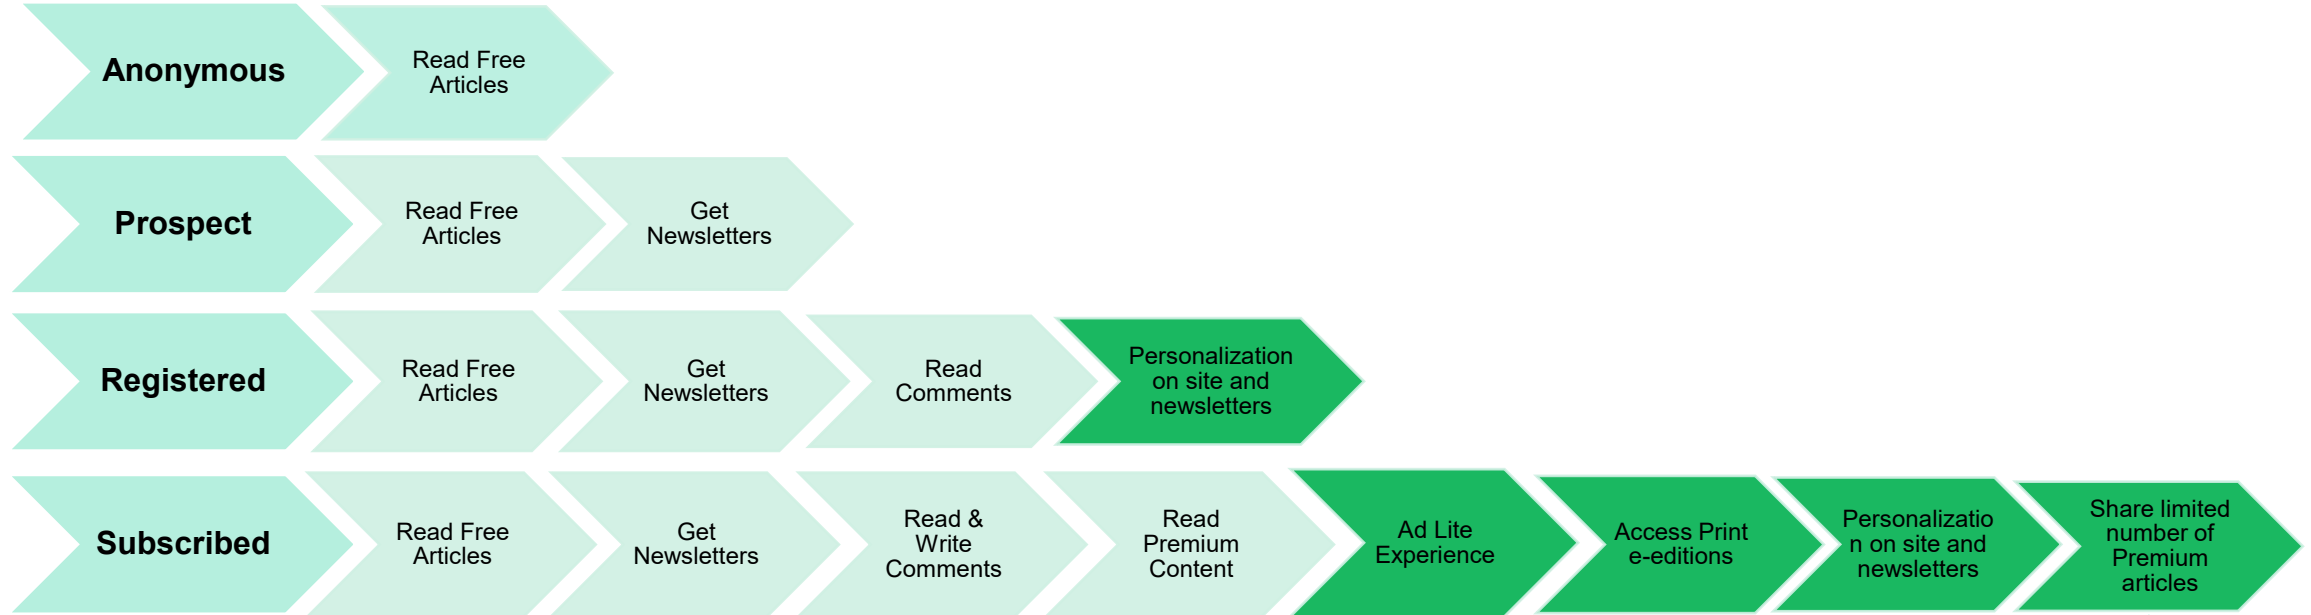 Anonymous
Read Free
Articles
Prospect
Read Free
Articles
Get
Newsletters
Registered
Read Free
Articles
Get
Newsletters
Read
Comments
Personalization
on site and
newsletters
Subscribed
Read Free
Articles
Get
Newsletters
Read &
Write
Comments
Read
Premium
Content
Ad Lite
Experience
Access Print
e-editions
Personalizatio
n on site and
newsletters
Share limited
number of
Premium
articles